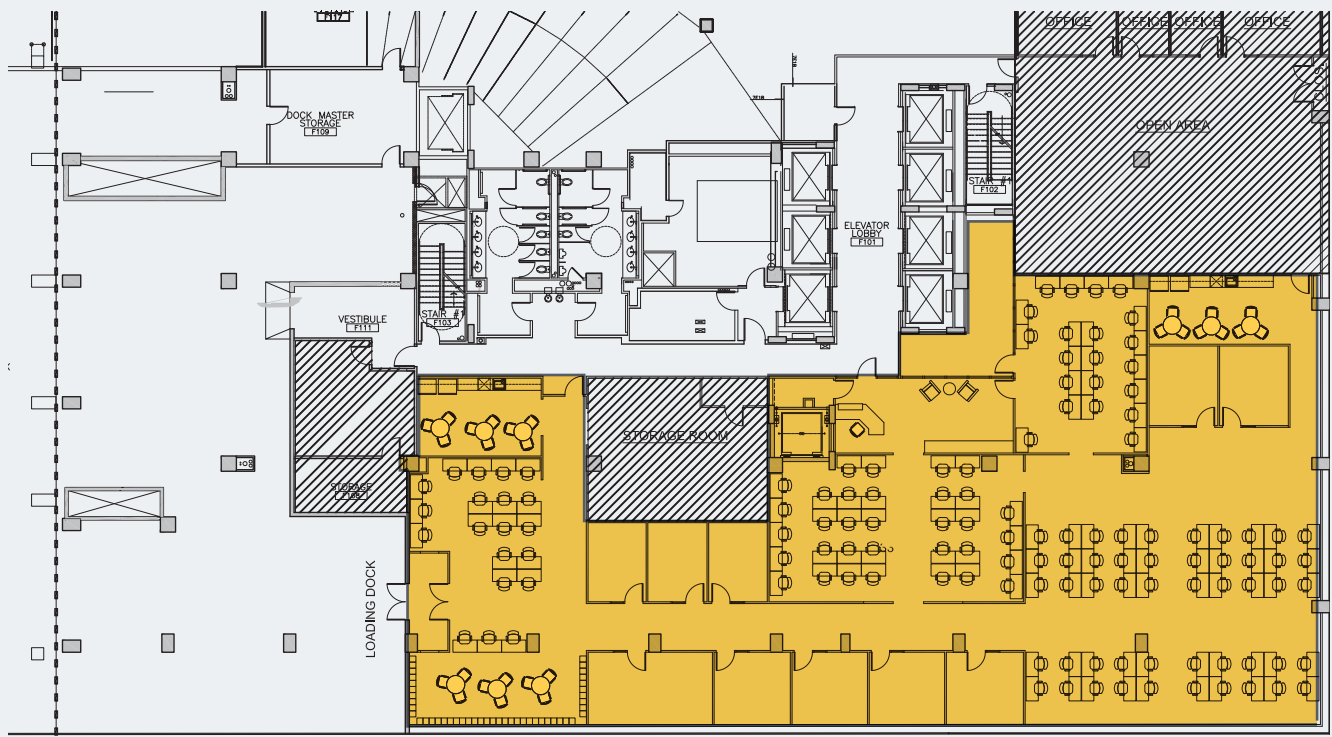 F117
OFFICE
OFFICE
OFFICE
OFFICE
DOCK MASTER
STORAGE
F109
OPEN AREA
STAIR #1
F102
ELEVATOR
LOBBY
F101
VESTIBULE
F111
STAIR #1
F103
STORAGE ROOM
STORAGE
LOADING DOCK